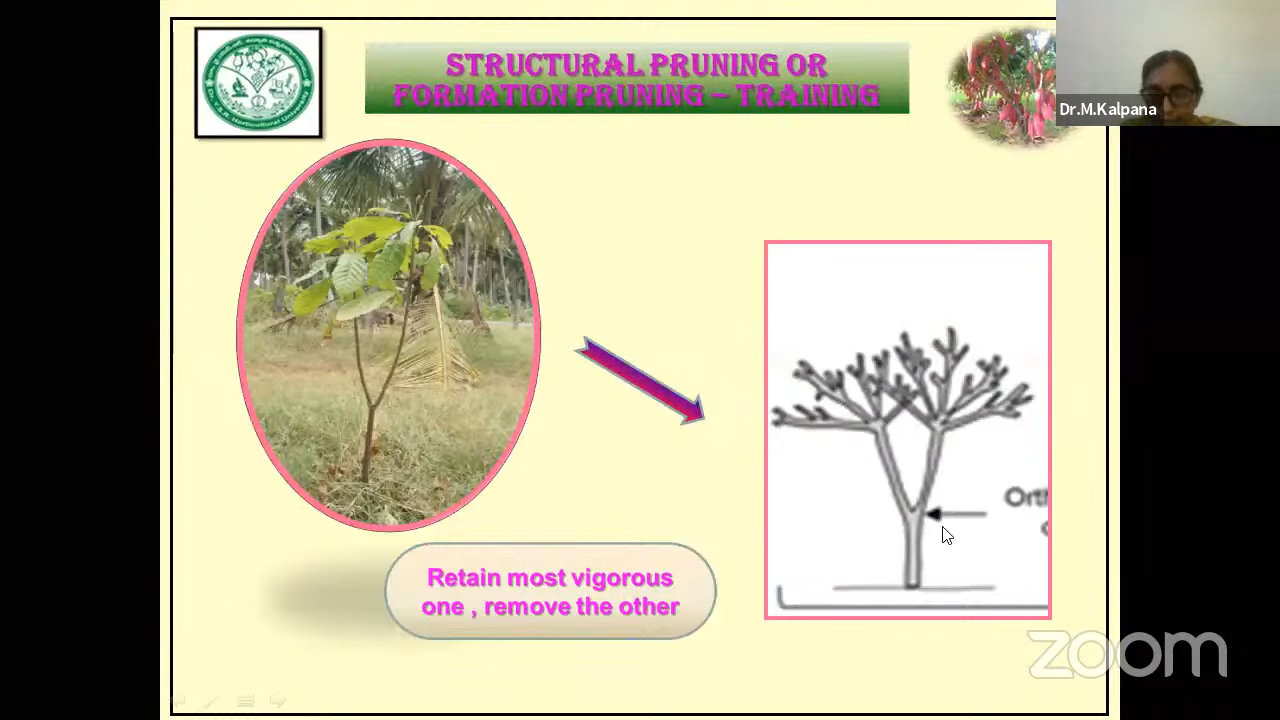 STRUCTURAL PRUNING OR
FORMATION PRUNING – TRAINING
Dr.M.Kalpana
Retain most vigorous
one , remove the other
zoom